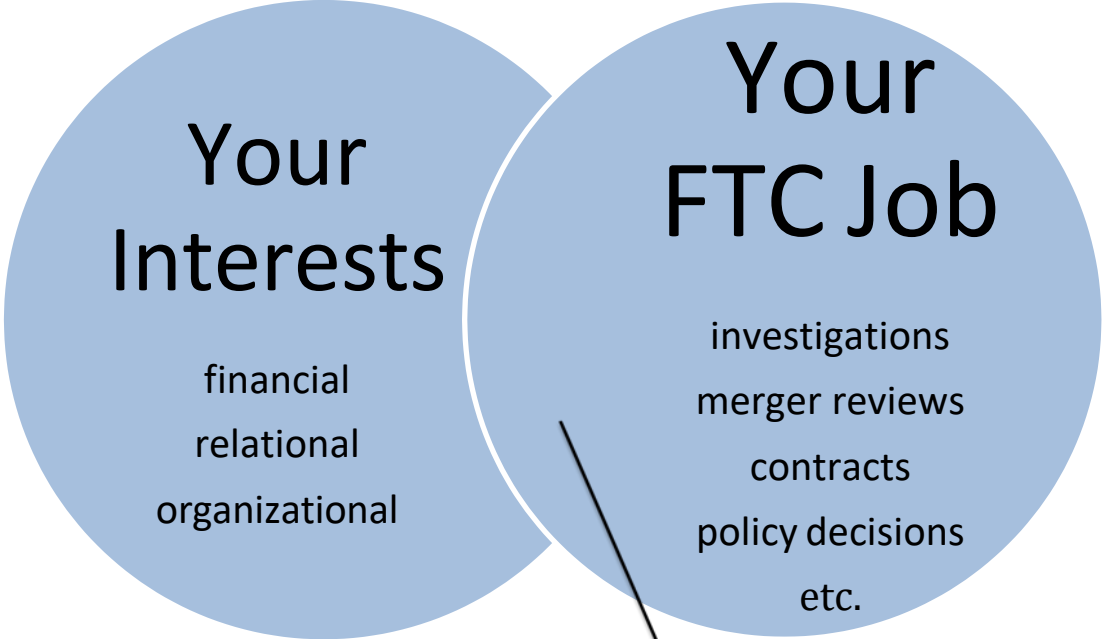 Your
Interests
financial
relational
organizational
Your
FTC Job
investigations
merger reviews
contracts
policy decisions
etc.